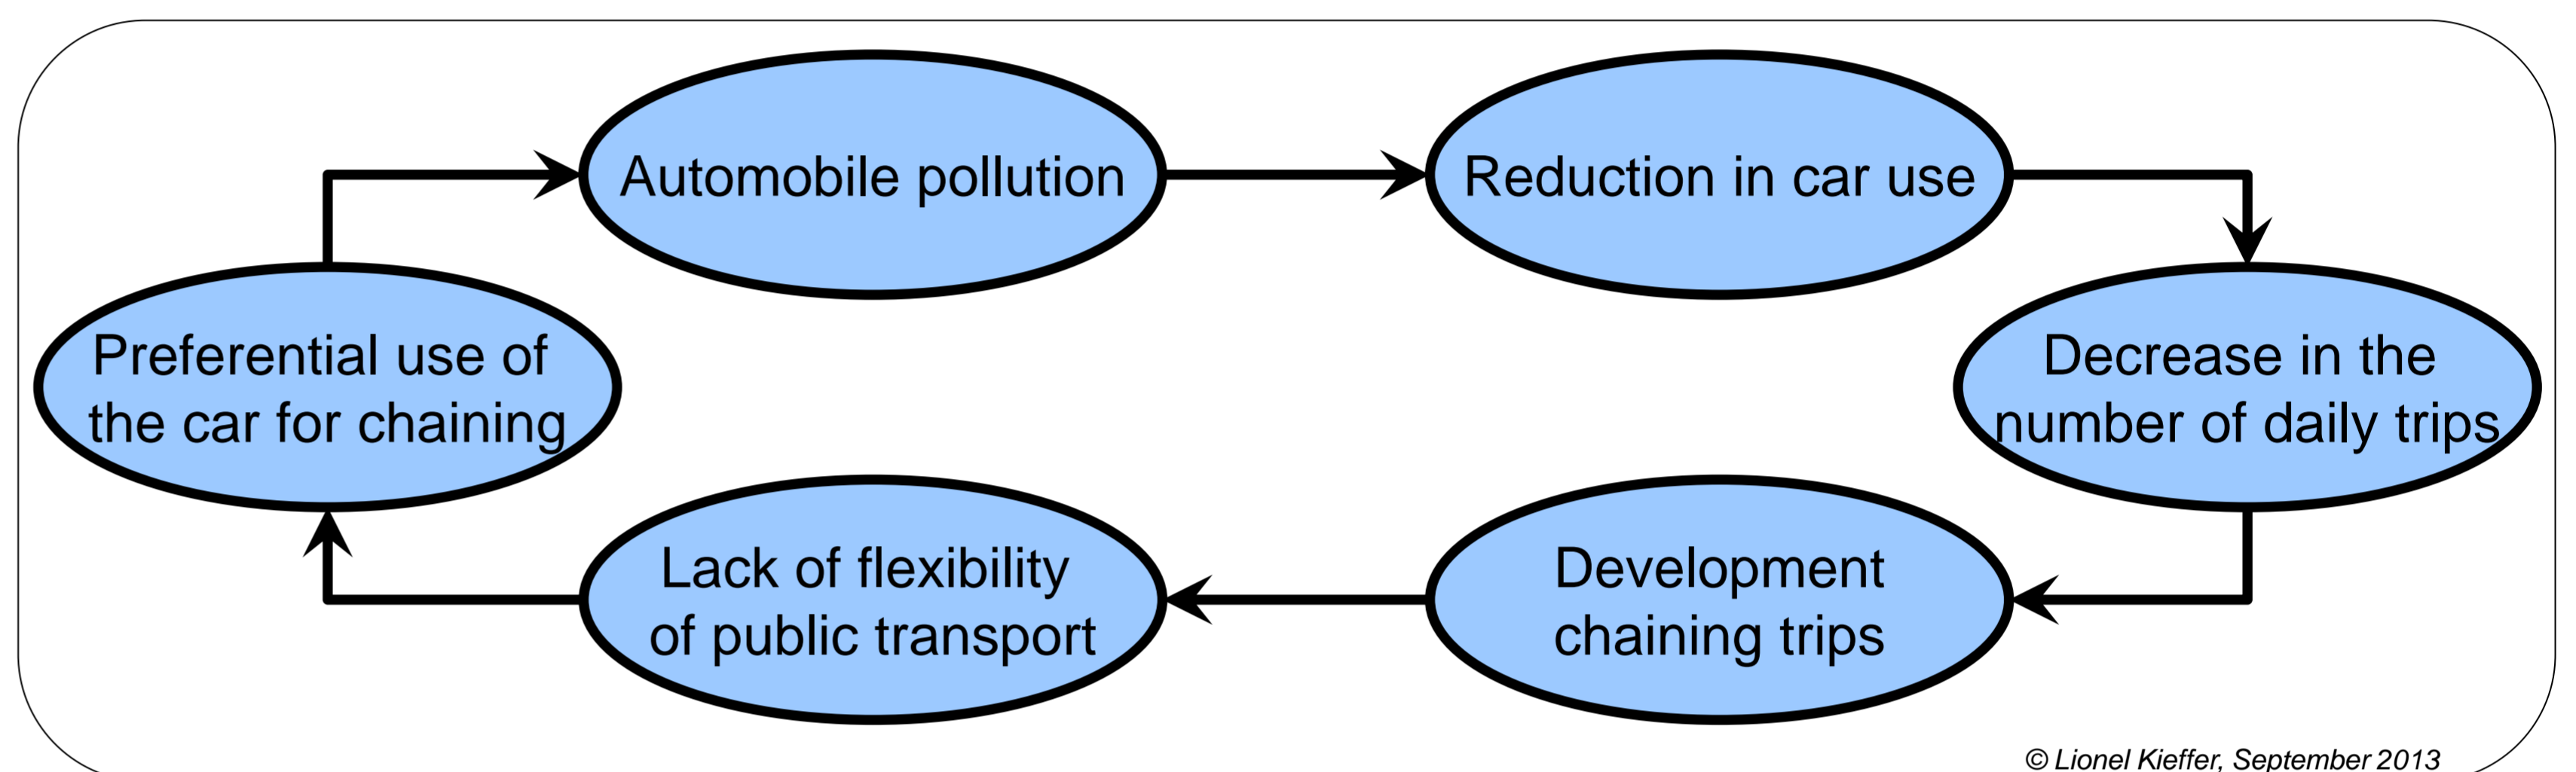 Automobile pollution
Reduction in car use
Decrease in the
number of daily trips
Development
chaining trips
Lack of flexibility
of public transport
Preferential use of
the car for chaining
© Lionel Kieffer, September 2013